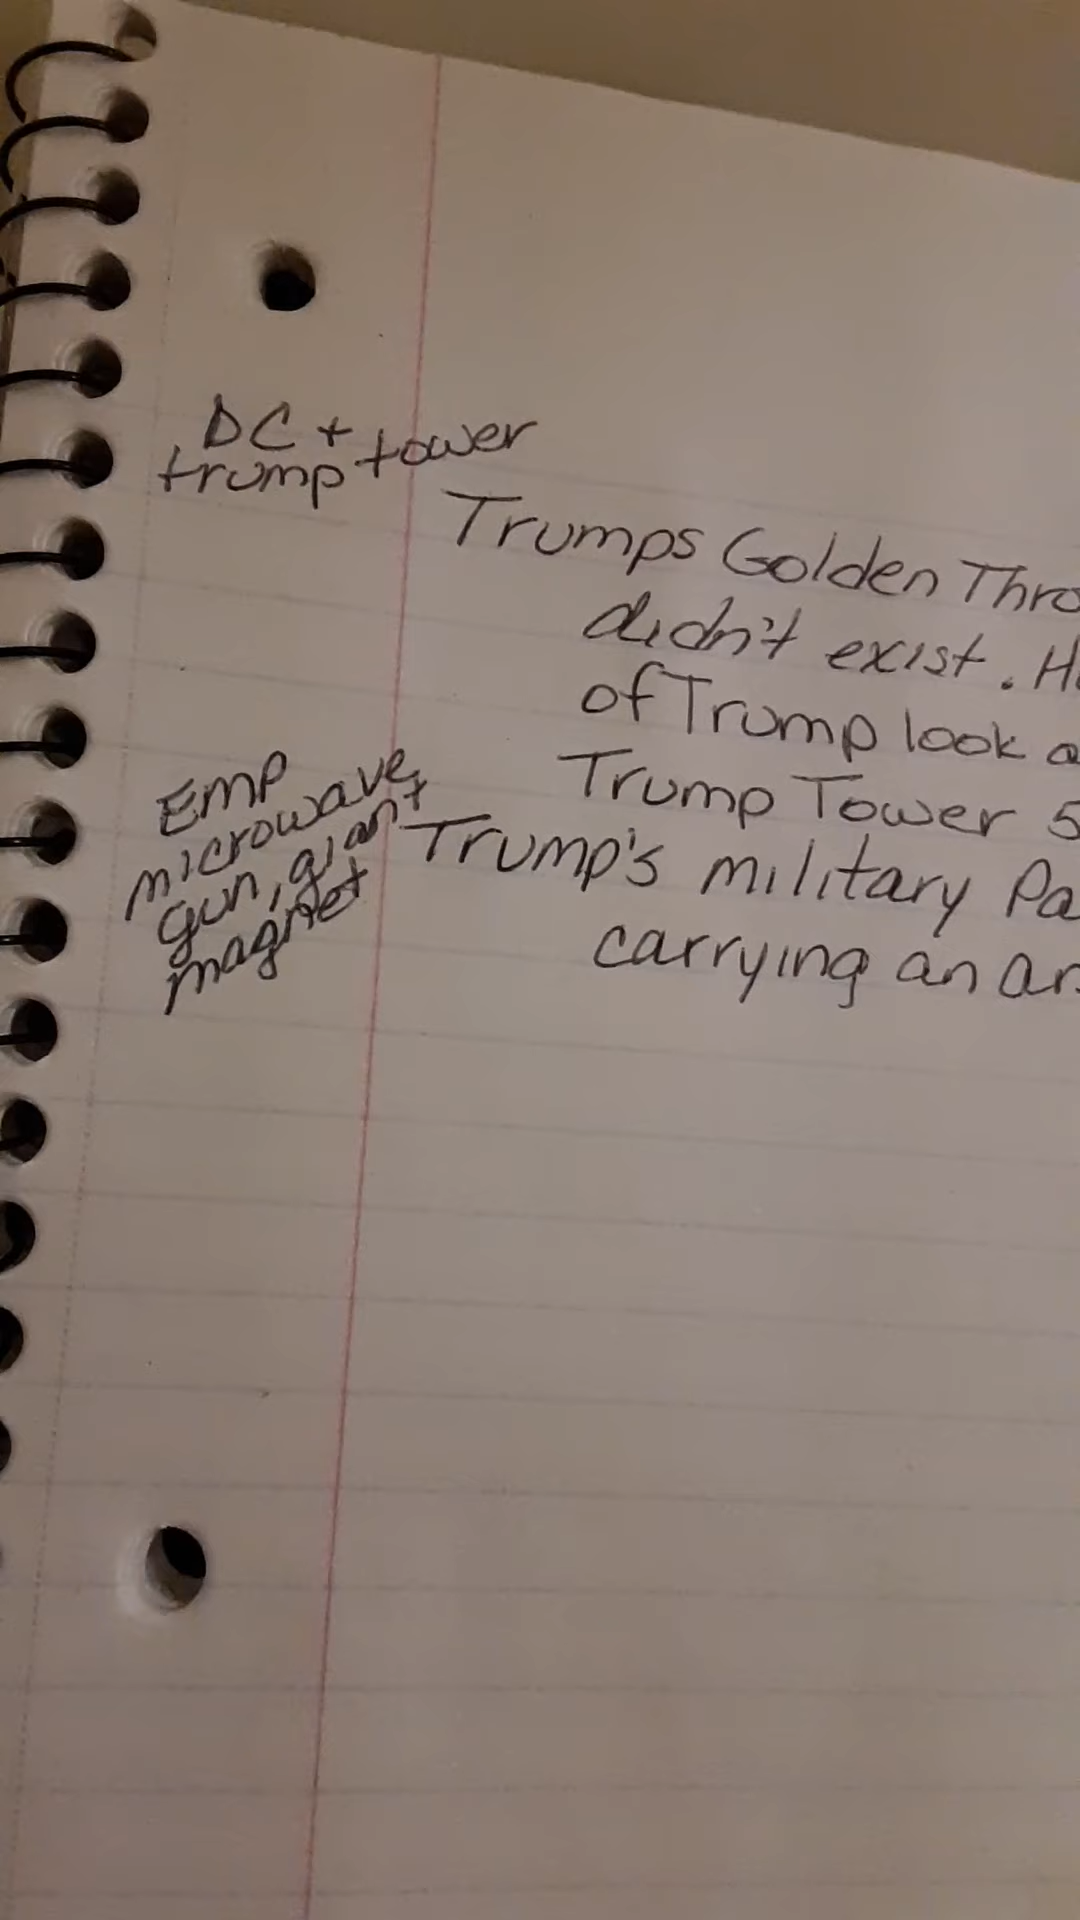 DC +
trump tower
Trumps Golden Thro
didn't exist. H
of Trump look a
Trump Tower 5
Emp
microwave
gun, giant
magnet
Trump's military Pa
carrying an ar